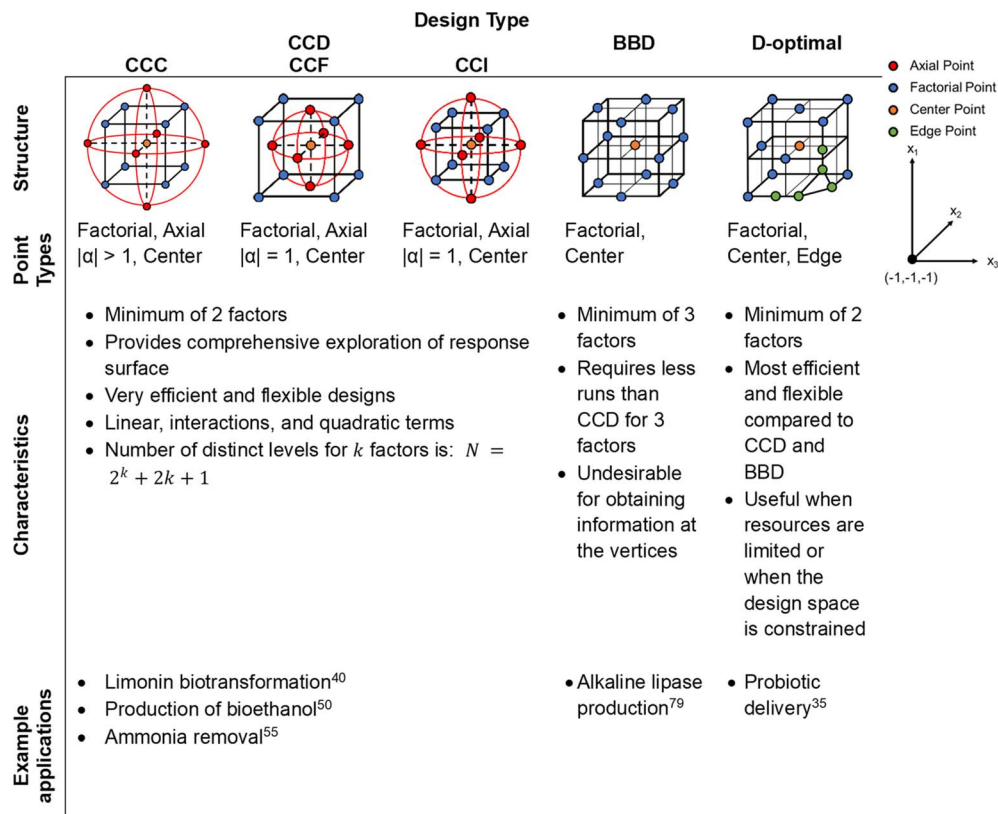 Design Type
CCD
CCC
CCF
CCI
BBD
D-optimal
Axial Point
Factorial Point
Center Point
Edge Point
Structure
x₁
x₂
x₃
(-1,-1,-1)
Point
Types
Factorial, Axial
|α| > 1, Center
Factorial, Axial
|α| = 1, Center
Factorial, Axial
|α| = 1, Center
Factorial,
Center
Factorial,
Center, Edge
Characteristics
• Minimum of 2 factors
• Provides comprehensive exploration of response
surface
• Very efficient and flexible designs
• Linear, interactions, and quadratic terms
• Number of distinct levels for k factors is: N =
2ᵏ + 2k + 1
• Minimum of 3
factors
• Requires less
runs than
CCD for 3
factors
• Undesirable
for obtaining
information at
the vertices
• Minimum of 2
factors
• Most efficient
and flexible
compared to
CCD and
BBD
• Useful when
resources are
limited or
when the
design space
is constrained
Example
applications
• Limonin biotransformation⁴⁰
• Production of bioethanol⁵⁰
• Ammonia removal⁵⁵
• Alkaline lipase
production⁷⁹
• Probiotic
delivery³⁵